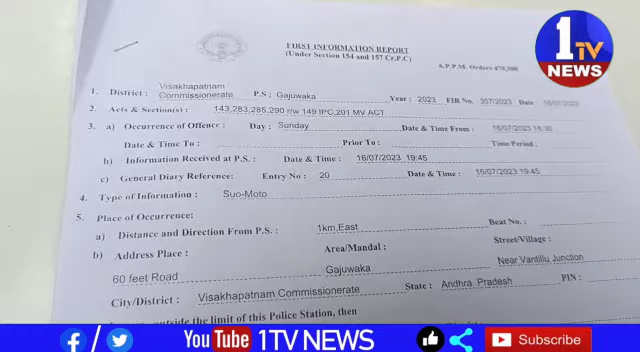 FIRST INFORMATION REPORT
(Under Section 154 and 157 Cr.P.C)
A.P.P.M. Orders 470,500
1. District : Visakhapatnam Commissionerate P.S : Gajuwaka Year : 2023 FIR No. 357/2023 Date 16/07/2023
2. Acts & Section(s) : 143,283,285,290 r/w 149 IPC,201 MV ACT
3. a) Occurrence of Offence : Day : Sunday Date & Time From : 16/07/2023 18:30
Date & Time To : Prior To : Time Period :
b) Information Received at P.S. : Date & Time : 16/07/2023 19:45
c) General Diary Reference: Entry No : 20 Date & Time : 16/07/2023 19:45
4. Type of Information : Suo-Moto
5. Place of Occurrence:
a) Distance and Direction From P.S. : 1km,East Beat No. :
b) Address Place : Area/Mandal : Street/Village :
60 feet Road Gajuwaka Near Vantillu Junction
City/District : Visakhapatnam Commissionerate State : Andhra Pradesh PIN :
outside the limit of this Police Station, then
1TV
NEWS
You Tube 1TV NEWS
Subscribe